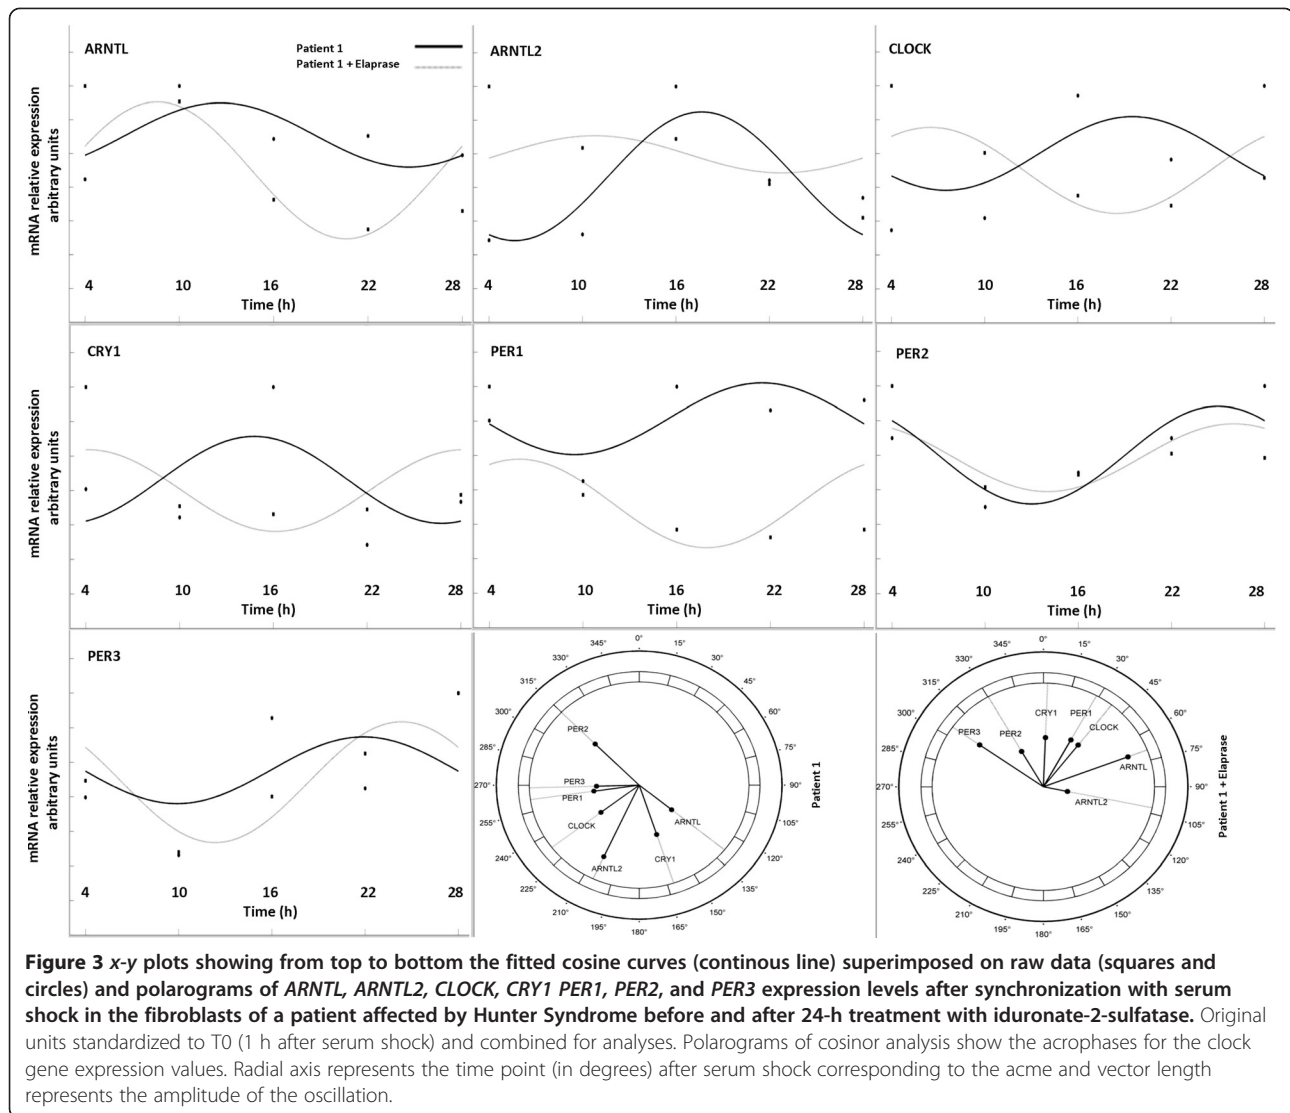 ARNTL
Patient 1
Patient 1 + Elaprase
mRNA relative expression
arbitrary units
4 10 16 22 28
Time (h)
ARNTL2
4 10 16 22 28
Time (h)
CLOCK
4 10 16 22 28
Time (h)
CRY1
mRNA relative expression
arbitrary units
4 10 16 22 28
Time (h)
PER1
4 10 16 22 28
Time (h)
PER2
4 10 16 22 28
Time (h)
PER3
mRNA relative expression
arbitrary units
4 10 16 22 28
Time (h)
0°
15°
30°
45°
60°
75°
90°
105°
120°
135°
150°
165°
180°
195°
210°
225°
240°
255°
270°
285°
300°
315°
330°
345°
PER2
PER3
PER1
CLOCK
ARNTL2
CRY1
ARNTL
Patient 1
0°
15°
30°
45°
60°
75°
90°
105°
120°
135°
150°
165°
180°
195°
210°
225°
240°
255°
270°
285°
300°
315°
330°
345°
PER3
PER2
CRY1
PER1
CLOCK
ARNTL
ARNTL2
Patient 1 + Elaprase
Figure 3 x-y plots showing from top to bottom the fitted cosine curves (continous line) superimposed on raw data (squares and
circles) and polarograms of ARNTL, ARNTL2, CLOCK, CRY1 PER1, PER2, and PER3 expression levels after synchronization with serum
shock in the fibroblasts of a patient affected by Hunter Syndrome before and after 24-h treatment with iduronate-2-sulfatase. Original
units standardized to T0 (1 h after serum shock) and combined for analyses. Polarograms of cosinor analysis show the acrophases for the clock
gene expression values. Radial axis represents the time point (in degrees) after serum shock corresponding to the acme and vector length
represents the amplitude of the oscillation.